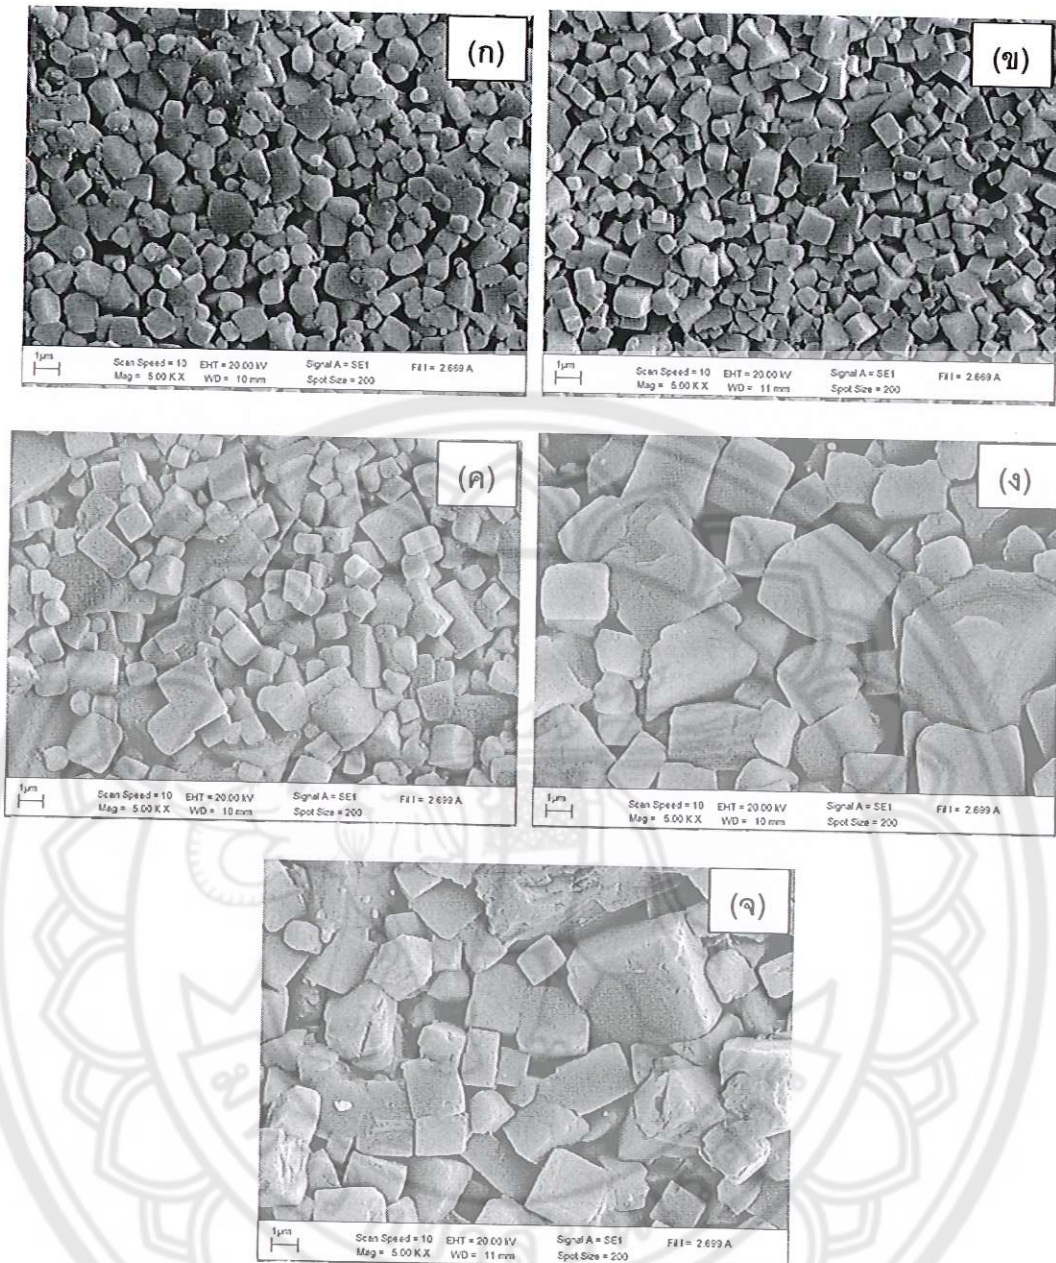 (ก)
1μm
Scan Speed = 10 EHT = 20.00 kV Signal A = SE1 Fil I = 2.669 A
Mag = 5.00 K X WD = 10 mm Spot Size = 200
(ข)
1μm
Scan Speed = 10 EHT = 20.00 kV Signal A = SE1 Fil I = 2.669 A
Mag = 5.00 K X WD = 11 mm Spot Size = 200
(ค)
1μm
Scan Speed = 10 EHT = 20.00 kV Signal A = SE1 Fil I = 2.699 A
Mag = 5.00 K X WD = 10 mm Spot Size = 200
(ง)
1μm
Scan Speed = 10 EHT = 20.00 kV Signal A = SE1 Fil I = 2.699 A
Mag = 5.00 K X WD = 10 mm Spot Size = 200
(จ)
1μm
Scan Speed = 10 EHT = 20.00 kV Signal A = SE1 Fil I = 2.699 A
Mag = 5.00 K X WD = 11 mm Spot Size = 200